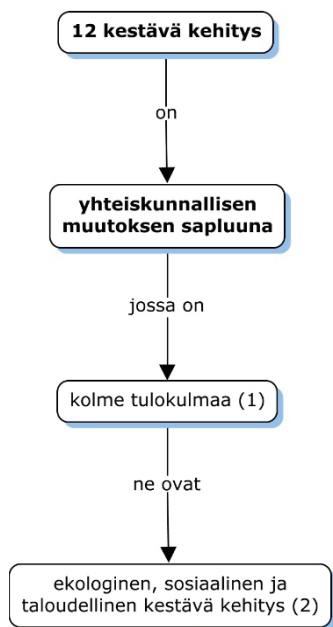 12 kestävä kehitys
on
yhteiskunnallisen
muutoksen sapluuna
jossa on
kolme tulokulmaa (1)
ne ovat
ekologinen, sosiaalinen ja
taloudellinen kestävä kehitys (2)